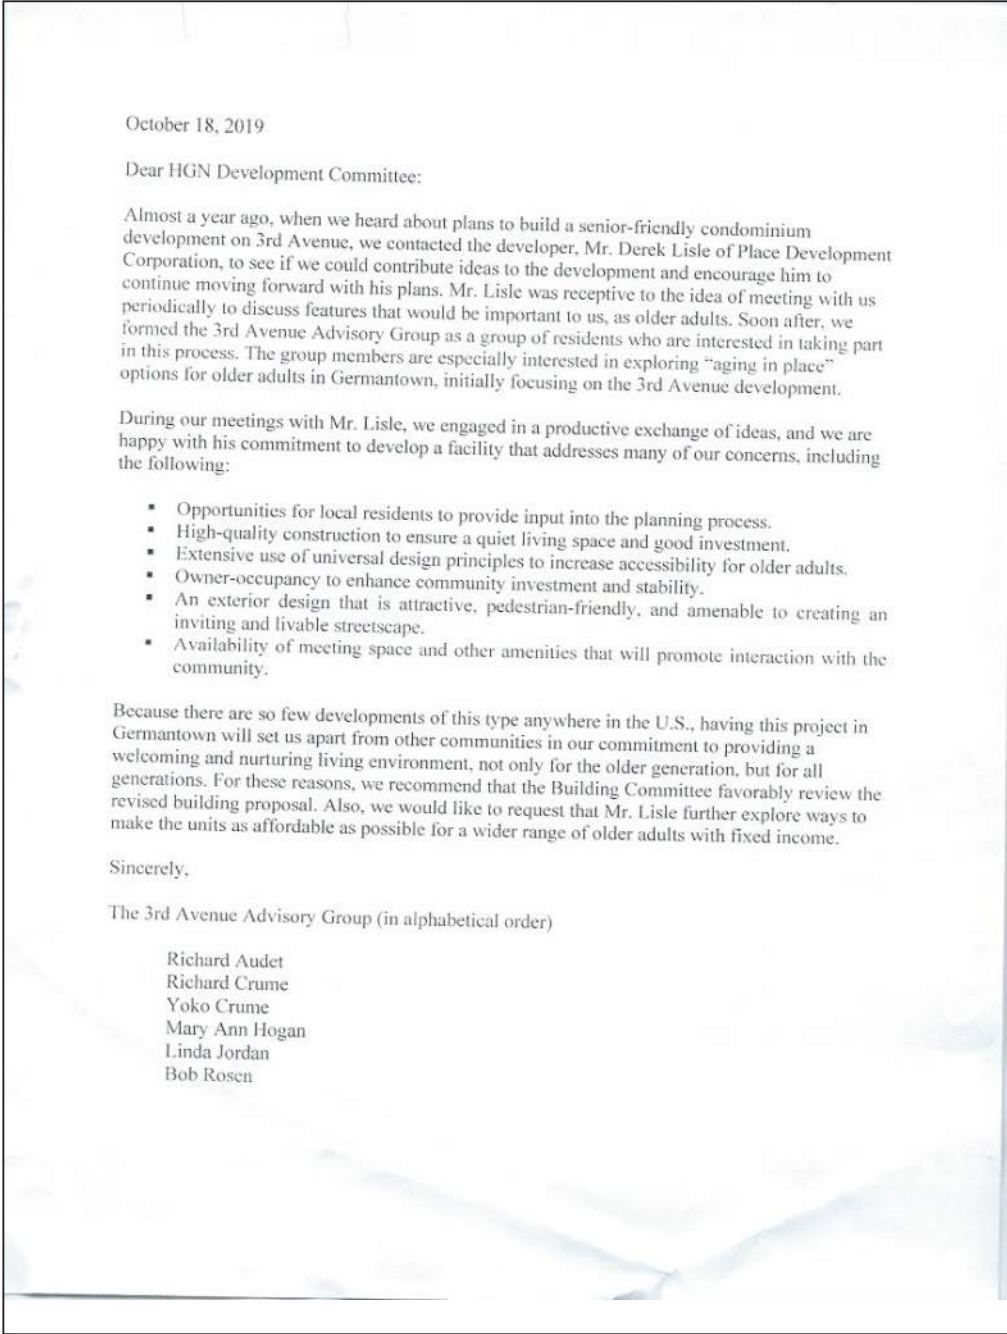 October 18, 2019
Dear HGN Development Committee:
Almost a year ago, when we heard about plans to build a senior-friendly condominium
development on 3rd Avenue, we contacted the developer, Mr. Derek Lisle of Place Development
Corporation, to see if we could contribute ideas to the development and encourage him to
continue moving forward with his plans. Mr. Lisle was receptive to the idea of meeting with us
periodically to discuss features that would be important to us, as older adults. Soon after, we
formed the 3rd Avenue Advisory Group as a group of residents who are interested in taking part
in this process. The group members are especially interested in exploring “aging in place”
options for older adults in Germantown, initially focusing on the 3rd Avenue development.
During our meetings with Mr. Lisle, we engaged in a productive exchange of ideas, and we are
happy with his commitment to develop a facility that addresses many of our concerns, including
the following:
▪ Opportunities for local residents to provide input into the planning process.
▪ High-quality construction to ensure a quiet living space and good investment.
▪ Extensive use of universal design principles to increase accessibility for older adults.
▪ Owner-occupancy to enhance community investment and stability.
▪ An exterior design that is attractive, pedestrian-friendly, and amenable to creating an
inviting and livable streetscape.
▪ Availability of meeting space and other amenities that will promote interaction with the
community.
Because there are so few developments of this type anywhere in the U.S., having this project in
Germantown will set us apart from other communities in our commitment to providing a
welcoming and nurturing living environment, not only for the older generation, but for all
generations. For these reasons, we recommend that the Building Committee favorably review the
revised building proposal. Also, we would like to request that Mr. Lisle further explore ways to
make the units as affordable as possible for a wider range of older adults with fixed income.
Sincerely,
The 3rd Avenue Advisory Group (in alphabetical order)
Richard Audet
Richard Crume
Yoko Crume
Mary Ann Hogan
Linda Jordan
Bob Rosen